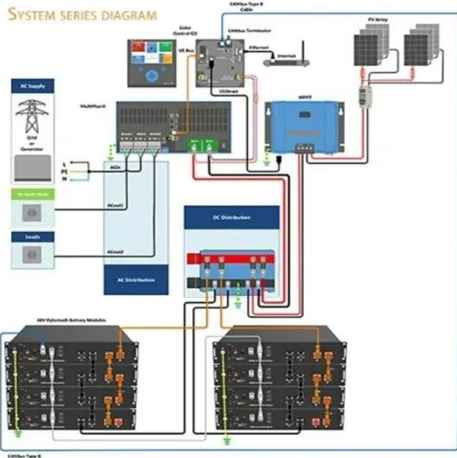 SYSTEM SERIES DIAGRAM
CANbus Type B
Cable
Color
Control GX
CANbus Terminator
PV Array
VE.Bus
Ethernet
Internet
AC Supply
VE.Direct
MPPT
MultiPlus-II
Grid
or
Generator
L
PE
N
ACin
ACout1
Loads
DC Distribution
ACout2
AC Distribution
48V Pylontech Battery Modules
CANbus Type B